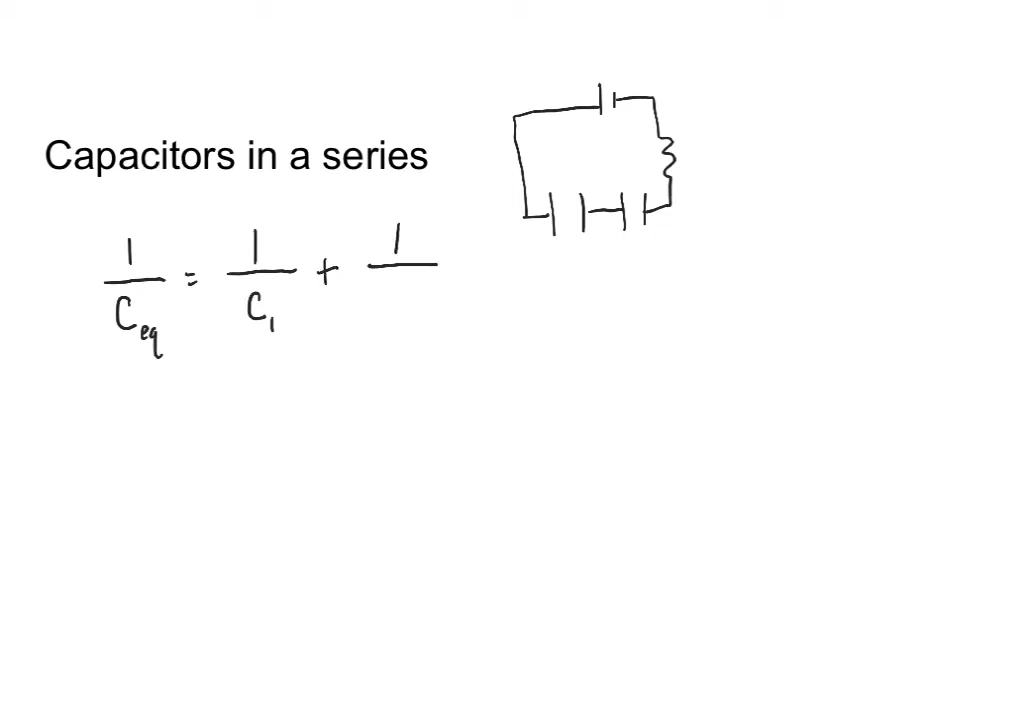 Capacitors in a series
1/C_eq = 1/C_1 + 1/